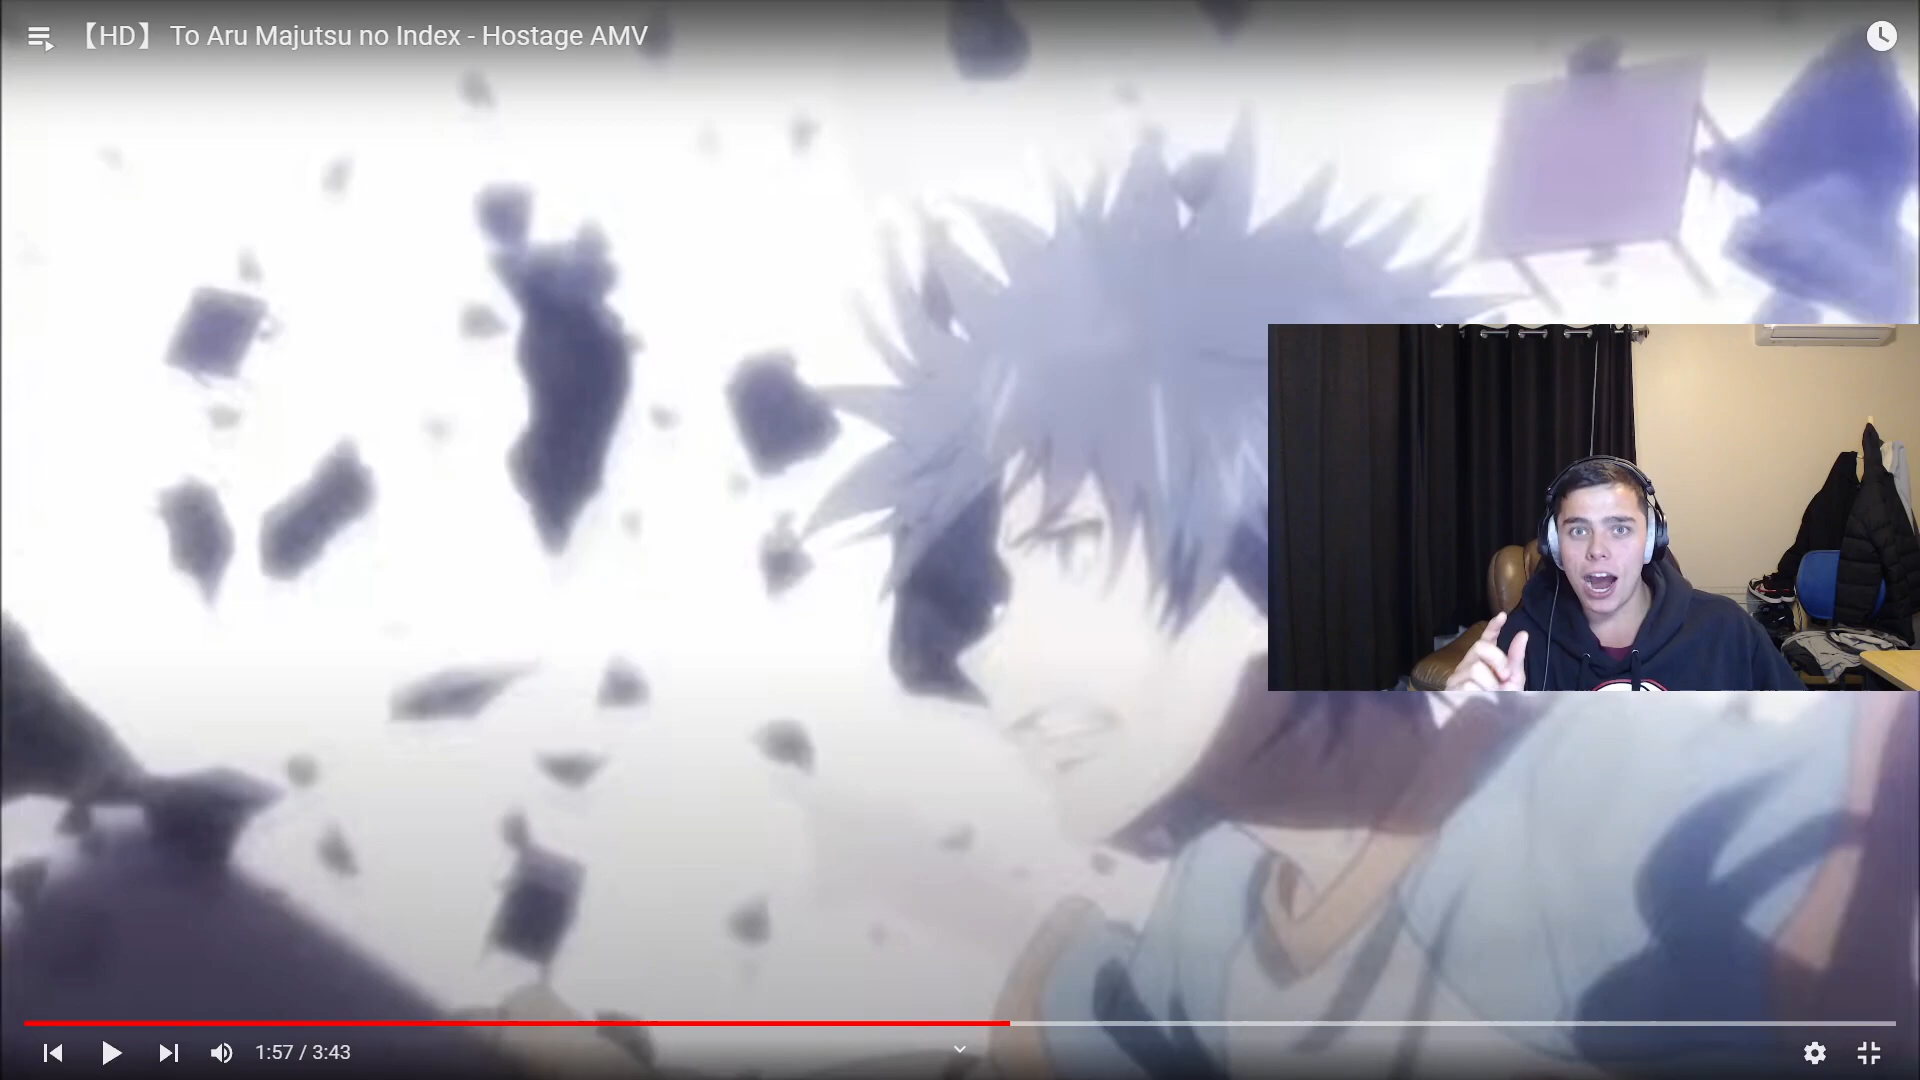 【HD】 To Aru Majutsu no Index - Hostage AMV
1:57 / 3:43